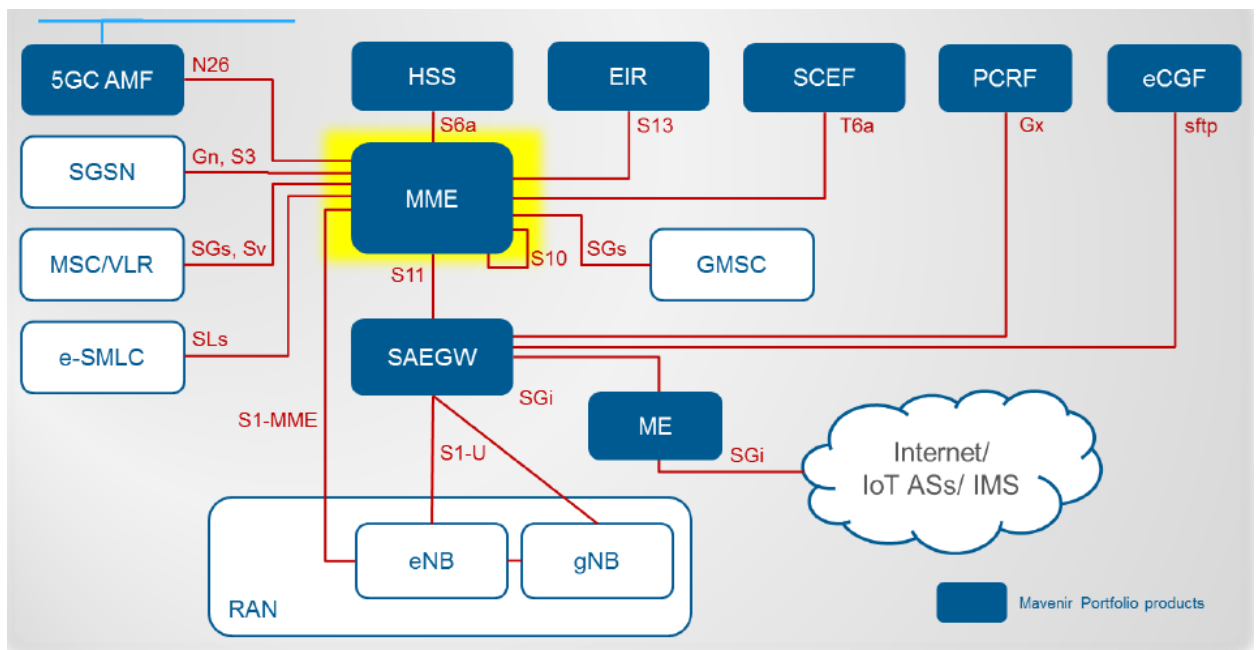 5GC AMF
N26
HSS
EIR
SCEF
PCRF
eCGF
S6a
S13
T6a
Gx
sftp
SGSN
Gn, S3
MME
MSC/VLR
SGs, Sv
S10
SGs
GMSC
S11
e-SMLC
SLs
SAEGW
SGi
S1-MME
S1-U
ME
SGi
Internet/
IoT ASs/ IMS
eNB
gNB
RAN
Mavenir Portfolio products